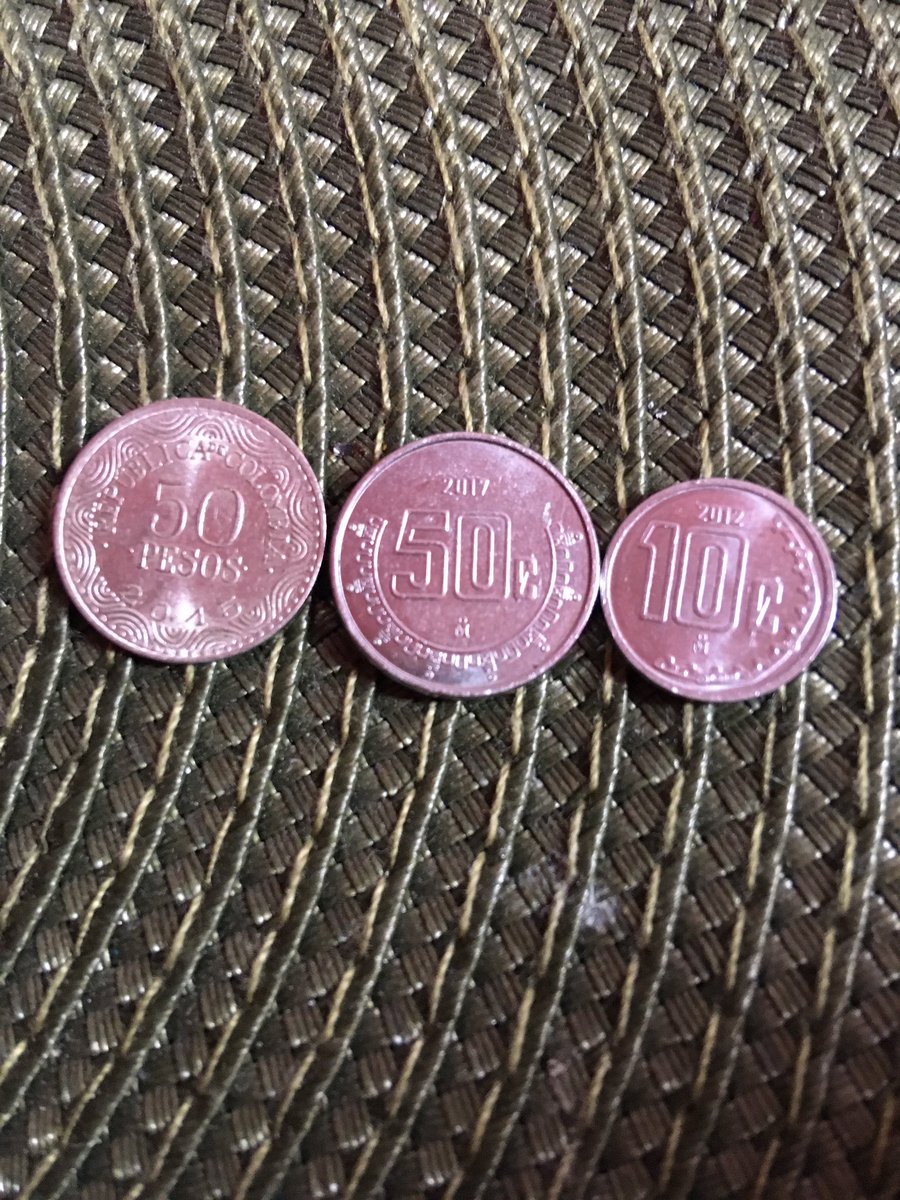 REPUBLICA DE COLOMBIA
50
PESOS
2017
50¢
M
2012
10¢
M